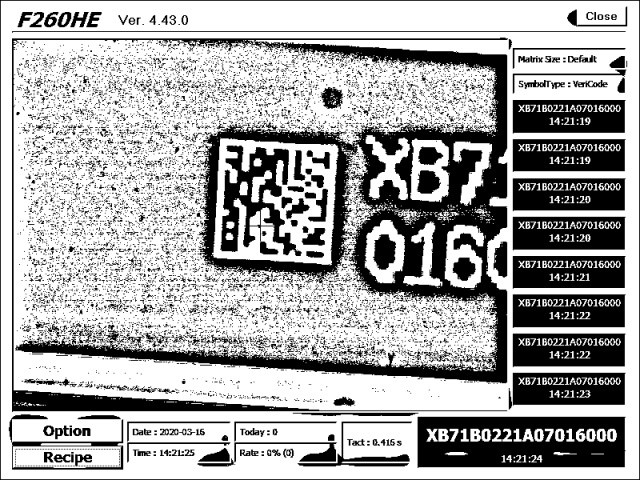 F260HE Ver. 4.43.0
Close
Matrix Size : Default
SymbolType : VeriCode
XB71B0221A07016000
14:21:19
XB71B0221A07016000
14:21:19
XB71B0221A07016000
14:21:20
XB71B0221A07016000
14:21:20
XB71B0221A07016000
14:21:21
XB71B0221A07016000
14:21:22
XB71B0221A07016000
14:21:22
XB71B0221A07016000
14:21:23
XB71
0160
Option
Recipe
Date : 2020-03-16
Time : 14:21:25
Today : 0
Rate : 0% (0)
Tact : 0.416 s
XB71B0221A07016000
14:21:24